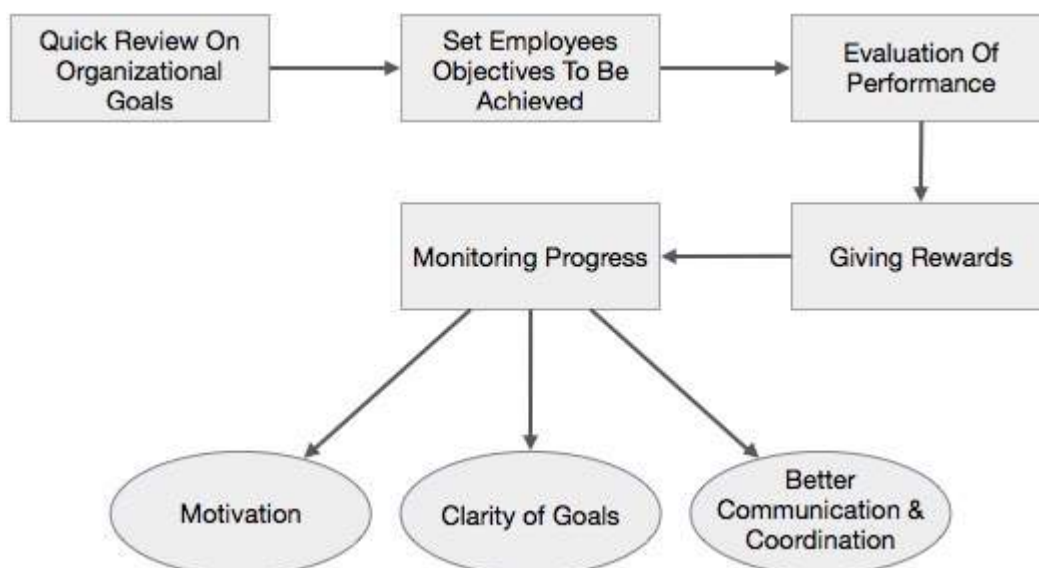 Quick Review On
Organizational
Goals
Set Employees
Objectives To Be
Achieved
Evaluation Of
Performance
Monitoring Progress
Giving Rewards
Motivation
Clarity of Goals
Better
Communication &
Coordination